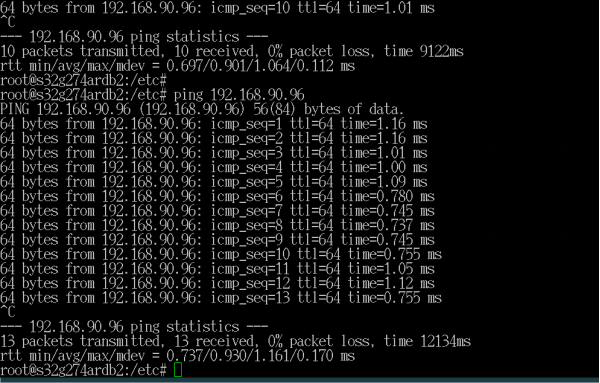 64 bytes from 192.168.90.96: icmp_seq=10 ttl=64 time=1.01 ms
^C
--- 192.168.90.96 ping statistics ---
10 packets transmitted, 10 received, 0% packet loss, time 9122ms
rtt min/avg/max/mdev = 0.697/0.901/1.064/0.112 ms
root@s32g274ardb2:/etc#
root@s32g274ardb2:/etc# ping 192.168.90.96
PING 192.168.90.96 (192.168.90.96) 56(84) bytes of data.
64 bytes from 192.168.90.96: icmp_seq=1 ttl=64 time=1.16 ms
64 bytes from 192.168.90.96: icmp_seq=2 ttl=64 time=1.16 ms
64 bytes from 192.168.90.96: icmp_seq=3 ttl=64 time=1.01 ms
64 bytes from 192.168.90.96: icmp_seq=4 ttl=64 time=1.00 ms
64 bytes from 192.168.90.96: icmp_seq=5 ttl=64 time=1.09 ms
64 bytes from 192.168.90.96: icmp_seq=6 ttl=64 time=0.780 ms
64 bytes from 192.168.90.96: icmp_seq=7 ttl=64 time=0.745 ms
64 bytes from 192.168.90.96: icmp_seq=8 ttl=64 time=0.737 ms
64 bytes from 192.168.90.96: icmp_seq=9 ttl=64 time=0.745 ms
64 bytes from 192.168.90.96: icmp_seq=10 ttl=64 time=0.755 ms
64 bytes from 192.168.90.96: icmp_seq=11 ttl=64 time=1.05 ms
64 bytes from 192.168.90.96: icmp_seq=12 ttl=64 time=1.12 ms
64 bytes from 192.168.90.96: icmp_seq=13 ttl=64 time=0.755 ms
^C
--- 192.168.90.96 ping statistics ---
13 packets transmitted, 13 received, 0% packet loss, time 12134ms
rtt min/avg/max/mdev = 0.737/0.930/1.161/0.170 ms
root@s32g274ardb2:/etc#